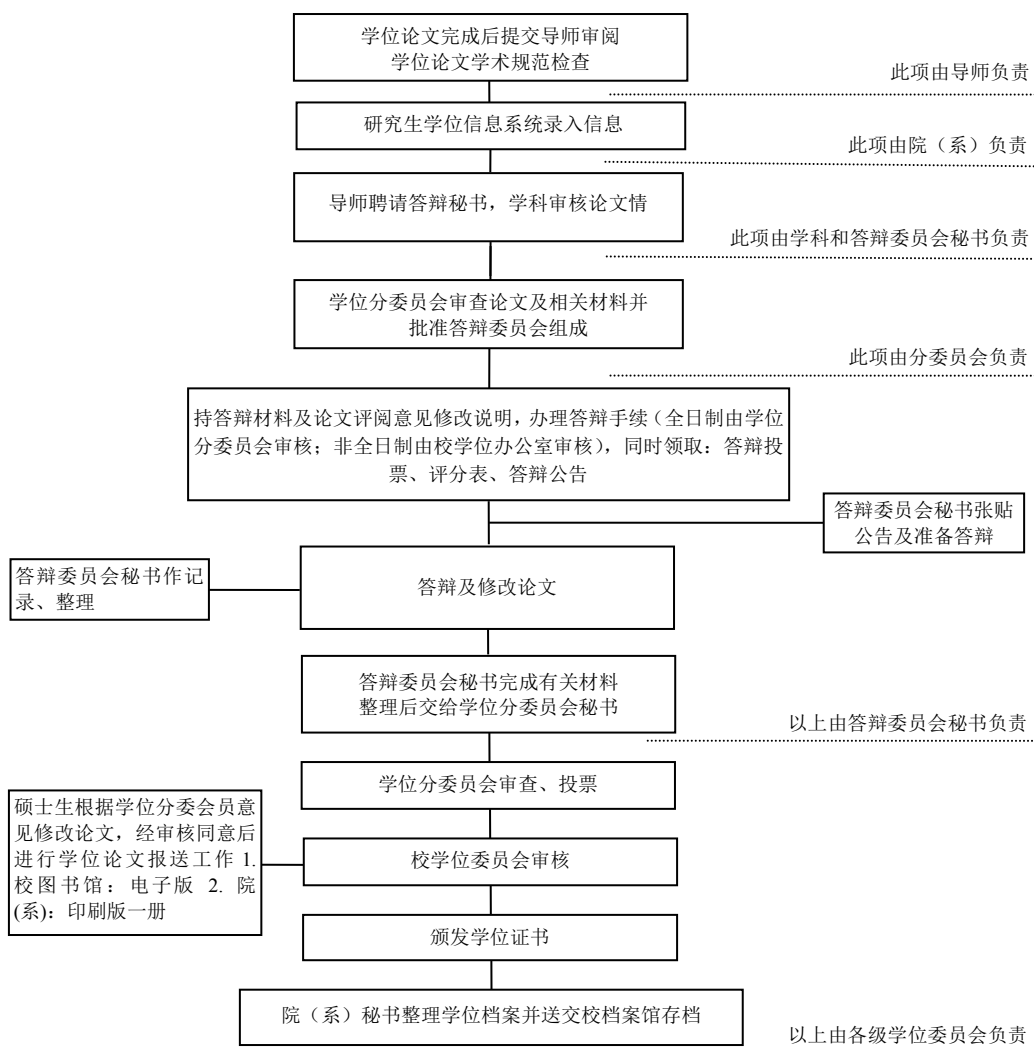 学位论文完成后提交导师审阅
学位论文学术规范检查
此项由导师负责
研究生学位信息系统录入信息
此项由院（系）负责
导师聘请答辩秘书，学科审核论文情
此项由学科和答辩委员会秘书负责
学位分委员会审查论文及相关材料并
批准答辩委员会组成
此项由分委员会负责
持答辩材料及论文评阅意见修改说明，办理答辩手续（全日制由学位
分委员会审核；非全日制由校学位办公室审核），同时领取：答辩投
票、评分表、答辩公告
答辩委员会秘书张贴
公告及准备答辩
答辩委员会秘书作记
录、整理
答辩及修改论文
答辩委员会秘书完成有关材料
整理后交给学位分委员会秘书
以上由答辩委员会秘书负责
学位分委员会审查、投票
硕士生根据学位分委会员意
见修改论文，经审核同意后
进行学位论文报送工作 1.
校图书馆：电子版 2. 院
(系)：印刷版一册
校学位委员会审核
颁发学位证书
院（系）秘书整理学位档案并送交校档案馆存档
以上由各级学位委员会负责